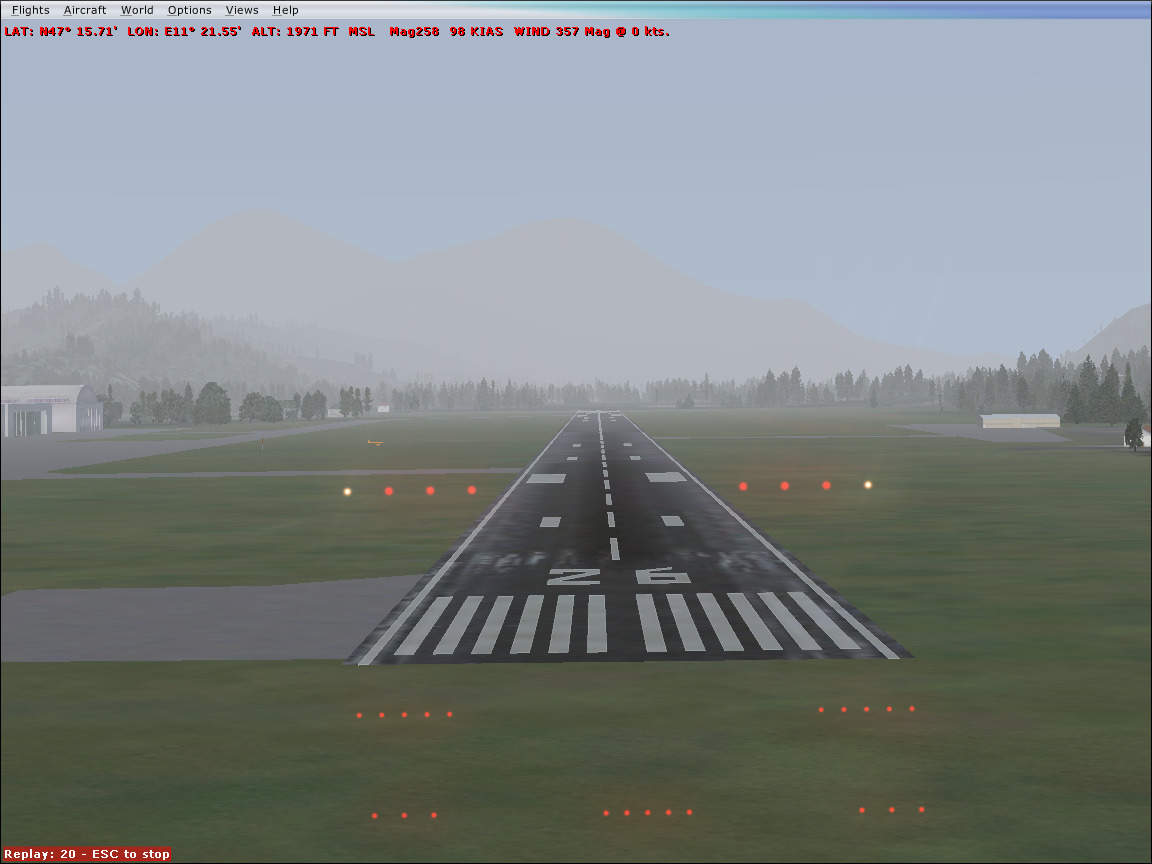 Flights Aircraft World Options Views Help
LAT: N47° 15.71' LON: E11° 21.55' ALT: 1971 FT MSL Mag258 98 KIAS WIND 357 Mag @ 0 kts.
26
Replay: 20 - ESC to stop